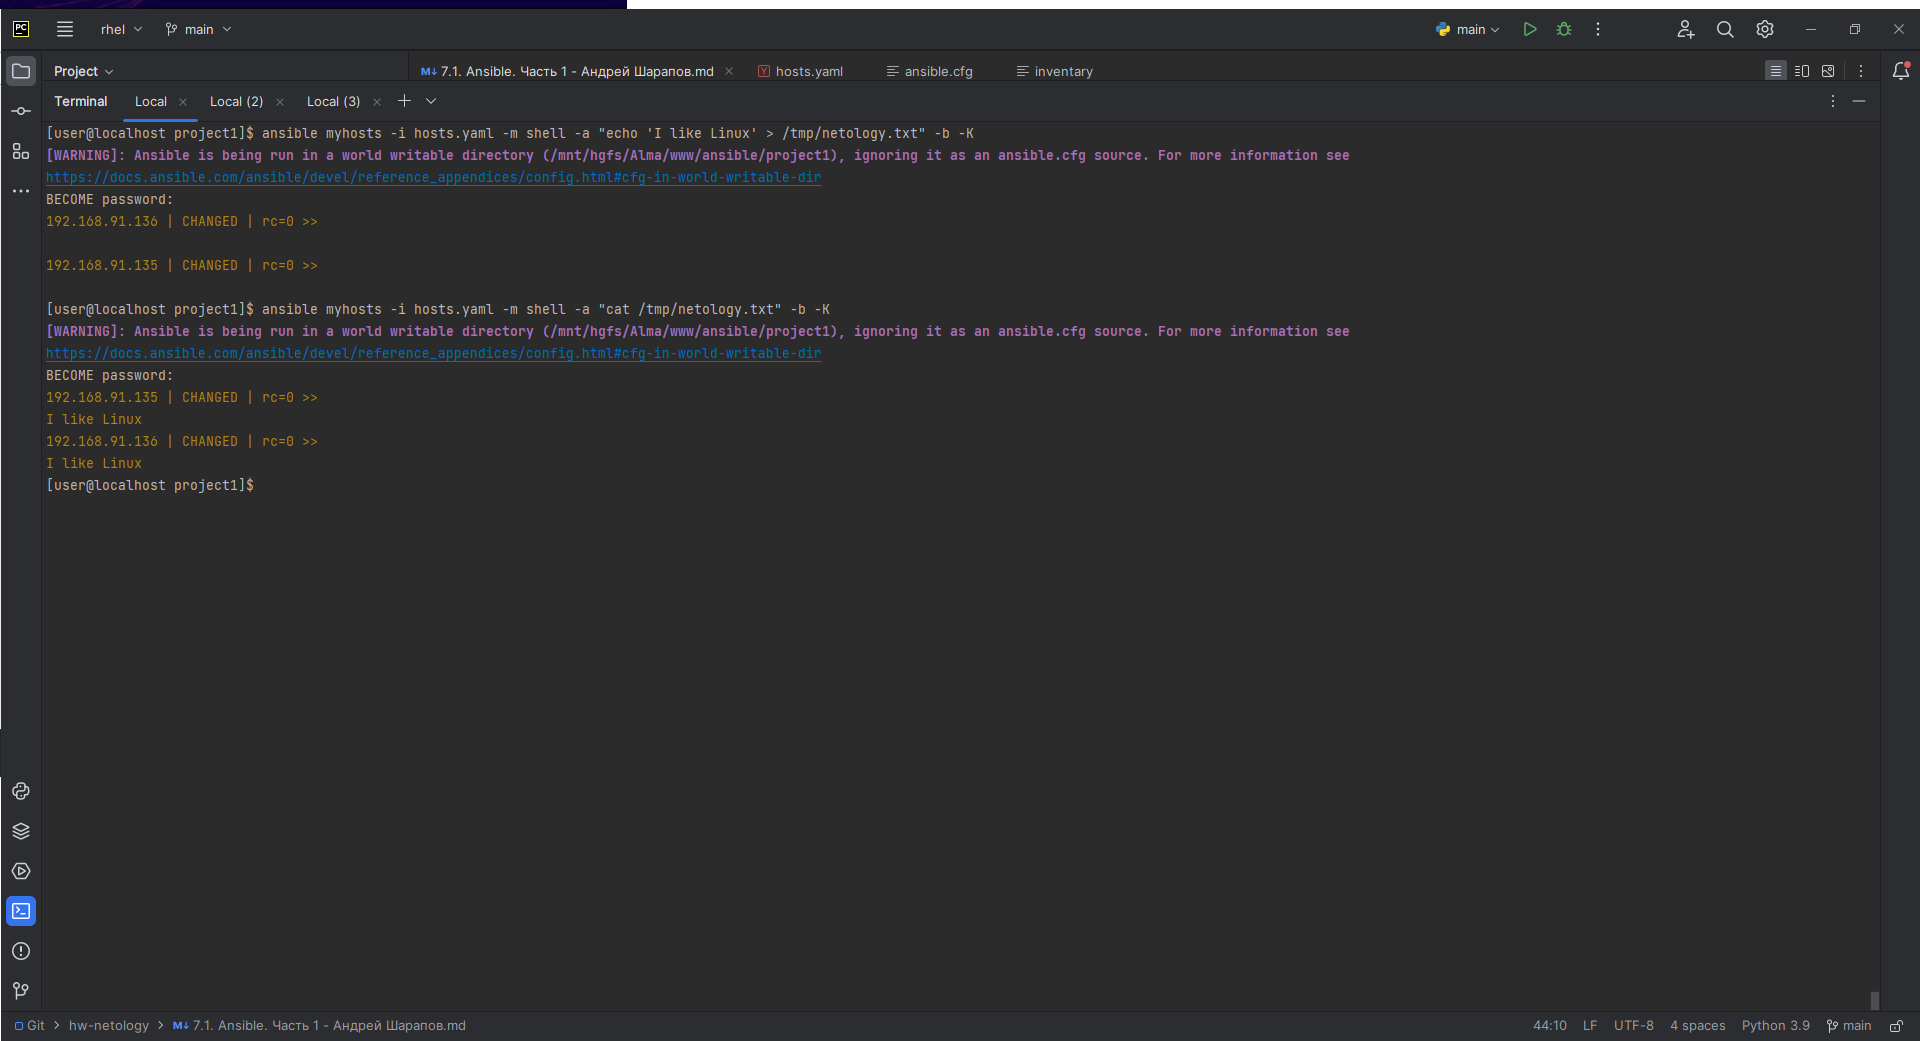 PC rhel main main
Project 7.1. Ansible. Часть 1 - Андрей Шарапов.md hosts.yaml ansible.cfg inventory
Terminal Local Local (2) Local (3)
[user@localhost project1]$ ansible myhosts -i hosts.yaml -m shell -a "echo 'I like Linux' > /tmp/netology.txt" -b -K
[WARNING]: Ansible is being run in a world writable directory (/mnt/hgfs/Alma/www/ansible/project1), ignoring it as an ansible.cfg source. For more information see
https://docs.ansible.com/ansible/devel/reference_appendices/config.html#cfg-in-world-writable-dir
BECOME password:
192.168.91.136 | CHANGED | rc=0 >>
192.168.91.135 | CHANGED | rc=0 >>
[user@localhost project1]$ ansible myhosts -i hosts.yaml -m shell -a "cat /tmp/netology.txt" -b -K
[WARNING]: Ansible is being run in a world writable directory (/mnt/hgfs/Alma/www/ansible/project1), ignoring it as an ansible.cfg source. For more information see
https://docs.ansible.com/ansible/devel/reference_appendices/config.html#cfg-in-world-writable-dir
BECOME password:
192.168.91.135 | CHANGED | rc=0 >>
I like Linux
192.168.91.136 | CHANGED | rc=0 >>
I like Linux
[user@localhost project1]$
Git > hw-netology > M↓ 7.1. Ansible. Часть 1 - Андрей Шарапов.md 44:10 LF UTF-8 4 spaces Python 3.9 main